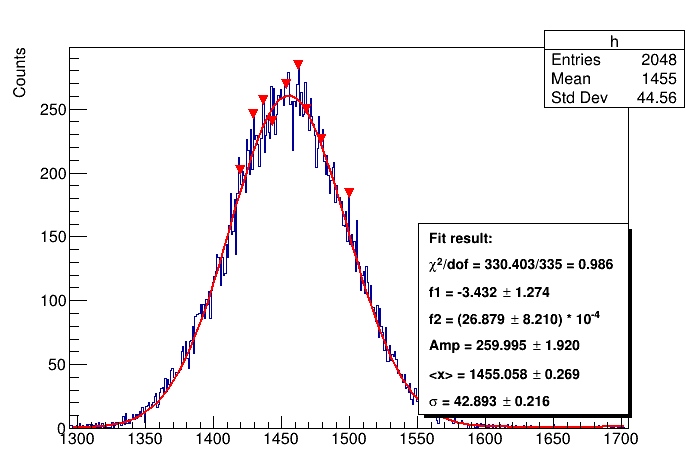 h
Entries 2048
Mean 1455
Std Dev 44.56
Counts
250
200
150
100
50
0
Fit result:
χ²/dof = 330.403/335 = 0.986
f1 = -3.432 ± 1.274
f2 = (26.879 ± 8.210) * 10⁻⁴
Amp = 259.995 ± 1.920
<x> = 1455.058 ± 0.269
σ = 42.893 ± 0.216
1300 1350 1400 1450 1500 1550 1600 1650 1700